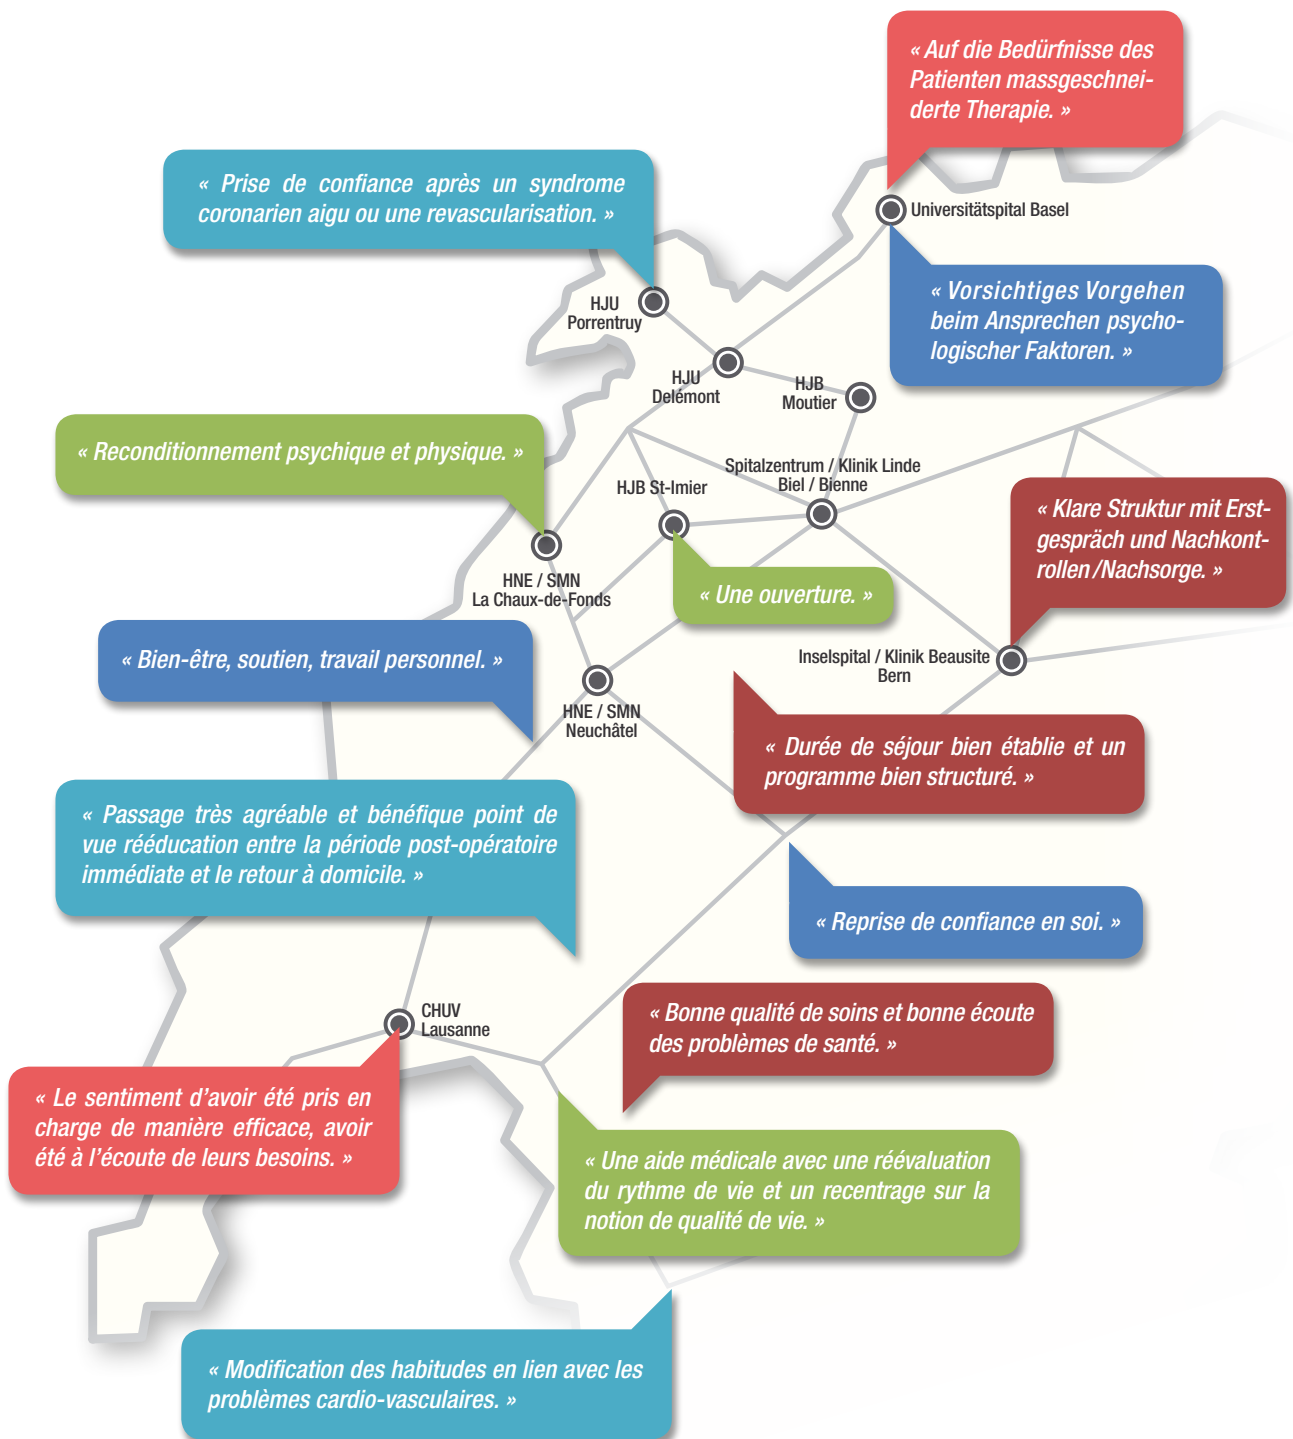 « Auf die Bedürfnisse des
Patienten massgeschnei-
derte Therapie. »
« Prise de confiance après un syndrome
coronarien aigu ou une revascularisation. »
Universitätspital Basel
« Vorsichtiges Vorgehen
beim Ansprechen psycho-
logischer Faktoren. »
HJU
Porrentruy
HJU
Delémont
HJB
Moutier
« Reconditionnement psychique et physique. »
Spitalzentrum / Klinik Linde
Biel / Bienne
HJB St-Imier
« Klare Struktur mit Erst-
gespräch und Nachkont-
rollen /Nachsorge. »
HNE / SMN
La Chaux-de-Fonds
« Une ouverture. »
« Bien-être, soutien, travail personnel. »
Inselspital / Klinik Beausite
Bern
HNE / SMN
Neuchâtel
« Durée de séjour bien établie et un
programme bien structuré. »
« Passage très agréable et bénéfique point de
vue rééducation entre la période post-opératoire
immédiate et le retour à domicile. »
« Reprise de confiance en soi. »
CHUV
Lausanne
« Bonne qualité de soins et bonne écoute
des problèmes de santé. »
« Le sentiment d'avoir été pris en
charge de manière efficace, avoir
été à l'écoute de leurs besoins. »
« Une aide médicale avec une réévaluation
du rythme de vie et un recentrage sur la
notion de qualité de vie. »
« Modification des habitudes en lien avec les
problèmes cardio-vasculaires. »